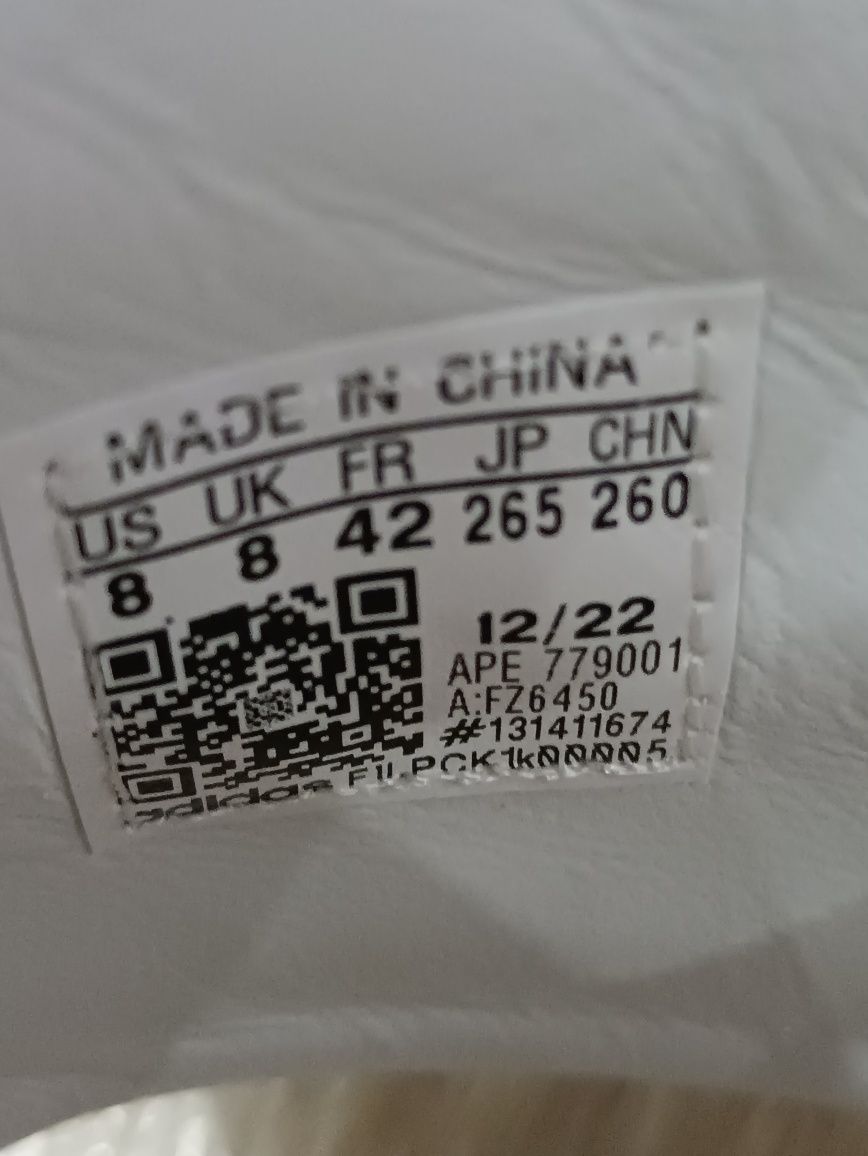 MADE IN CHINA
US UK FR JP CHN
8 8 42 265 260
12/22
APE 779001
A:FZ6450
#131411674
adidas